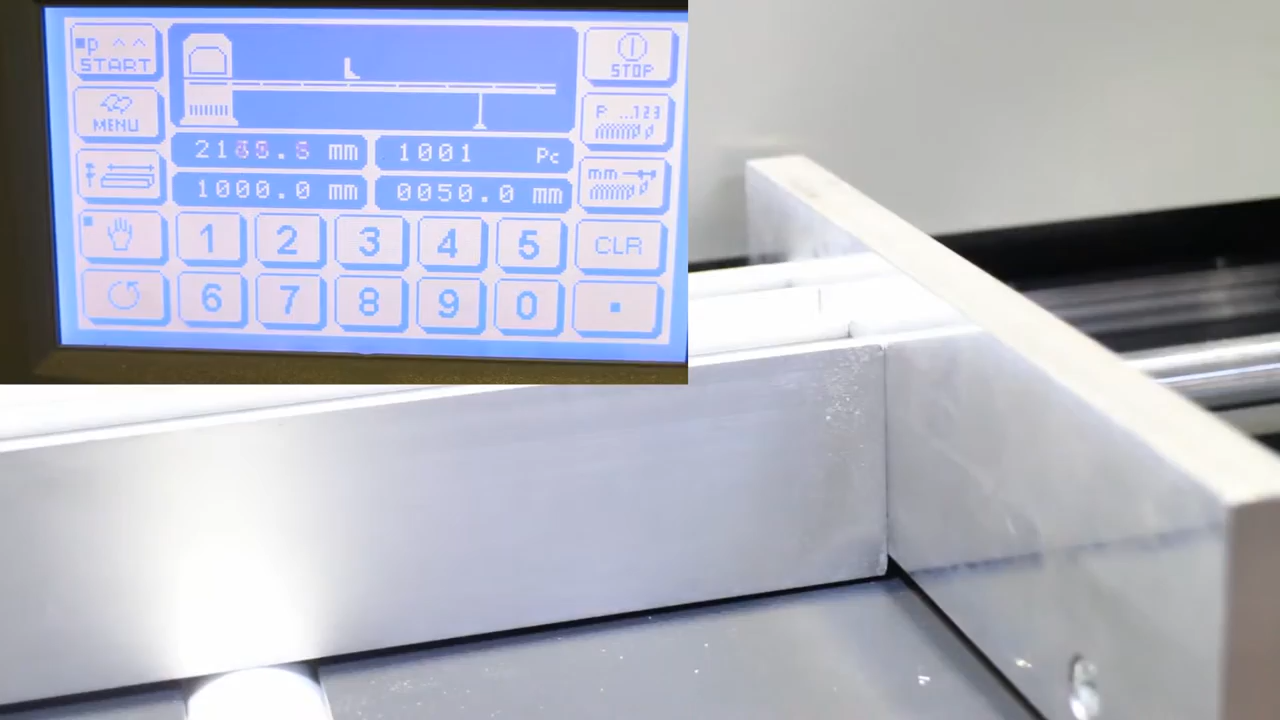 P ^ ^
START
STOP
MENU
P ...123
mm
1001 Pc
1000.0 mm
0050.0 mm
mm
1 2 3 4 5 CLR
6 7 8 9 0 .